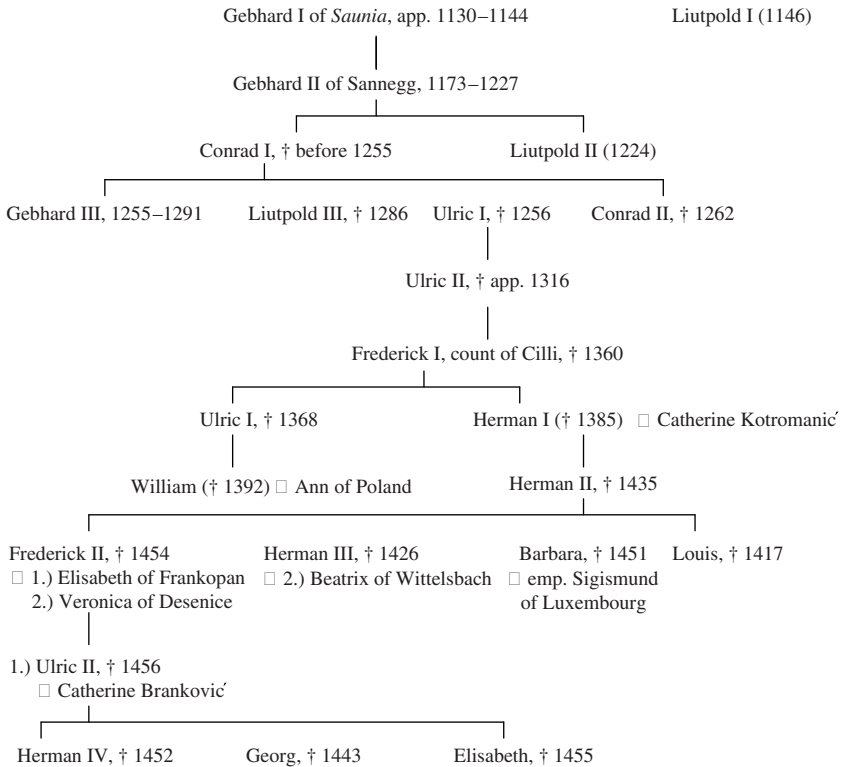 Gebhard I of Saunia, app. 1130–1144 Liutpold I (1146)
Gebhard II of Sannegg, 1173–1227
Conrad I, † before 1255 Liutpold II (1224)
Gebhard III, 1255–1291 Liutpold III, † 1286 Ulric I, † 1256 Conrad II, † 1262
Ulric II, † app. 1316
Frederick I, count of Cilli, † 1360
Ulric I, † 1368 Herman I († 1385) □ Catherine Kotromanić
William († 1392) □ Ann of Poland Herman II, † 1435
Frederick II, † 1454 Herman III, † 1426 Barbara, † 1451 Louis, † 1417
□ 1.) Elisabeth of Frankopan □ 2.) Beatrix of Wittelsbach □ emp. Sigismund
2.) Veronica of Desenice of Luxembourg
1.) Ulric II, † 1456
□ Catherine Branković
Herman IV, † 1452 Georg, † 1443 Elisabeth, † 1455